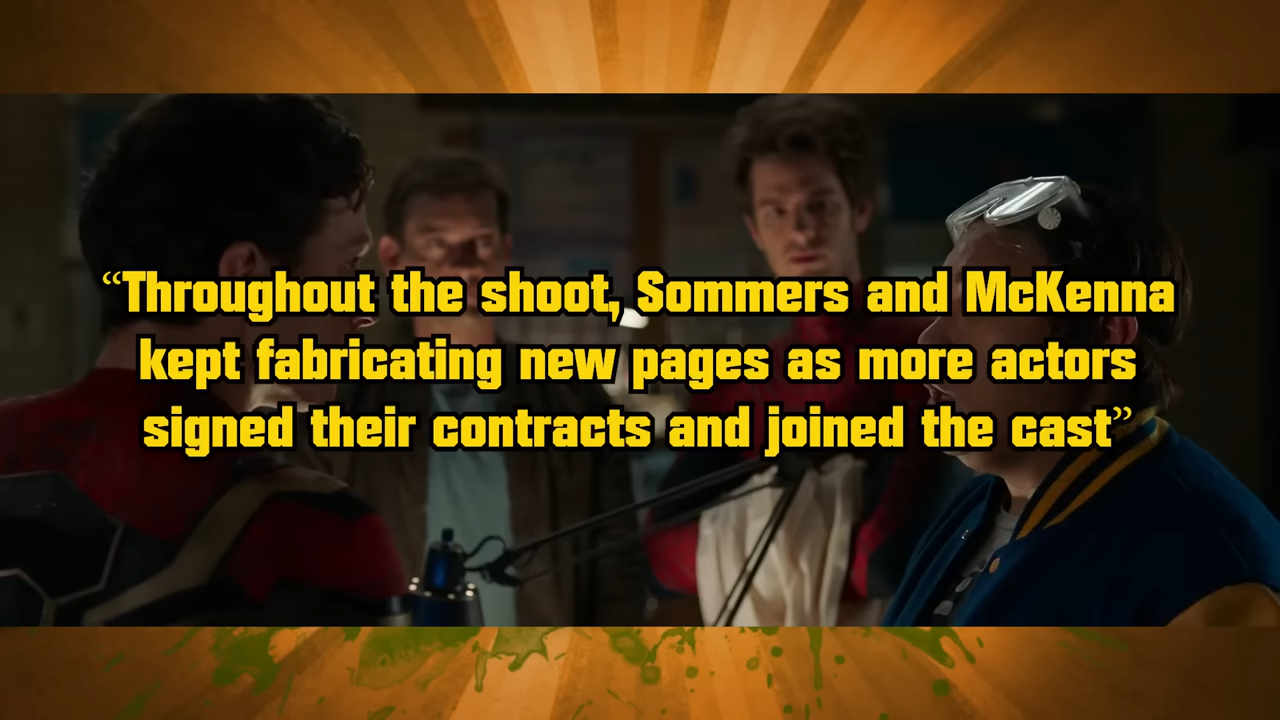 “Throughout the shoot, Sommers and McKenna
kept fabricating new pages as more actors
signed their contracts and joined the cast”